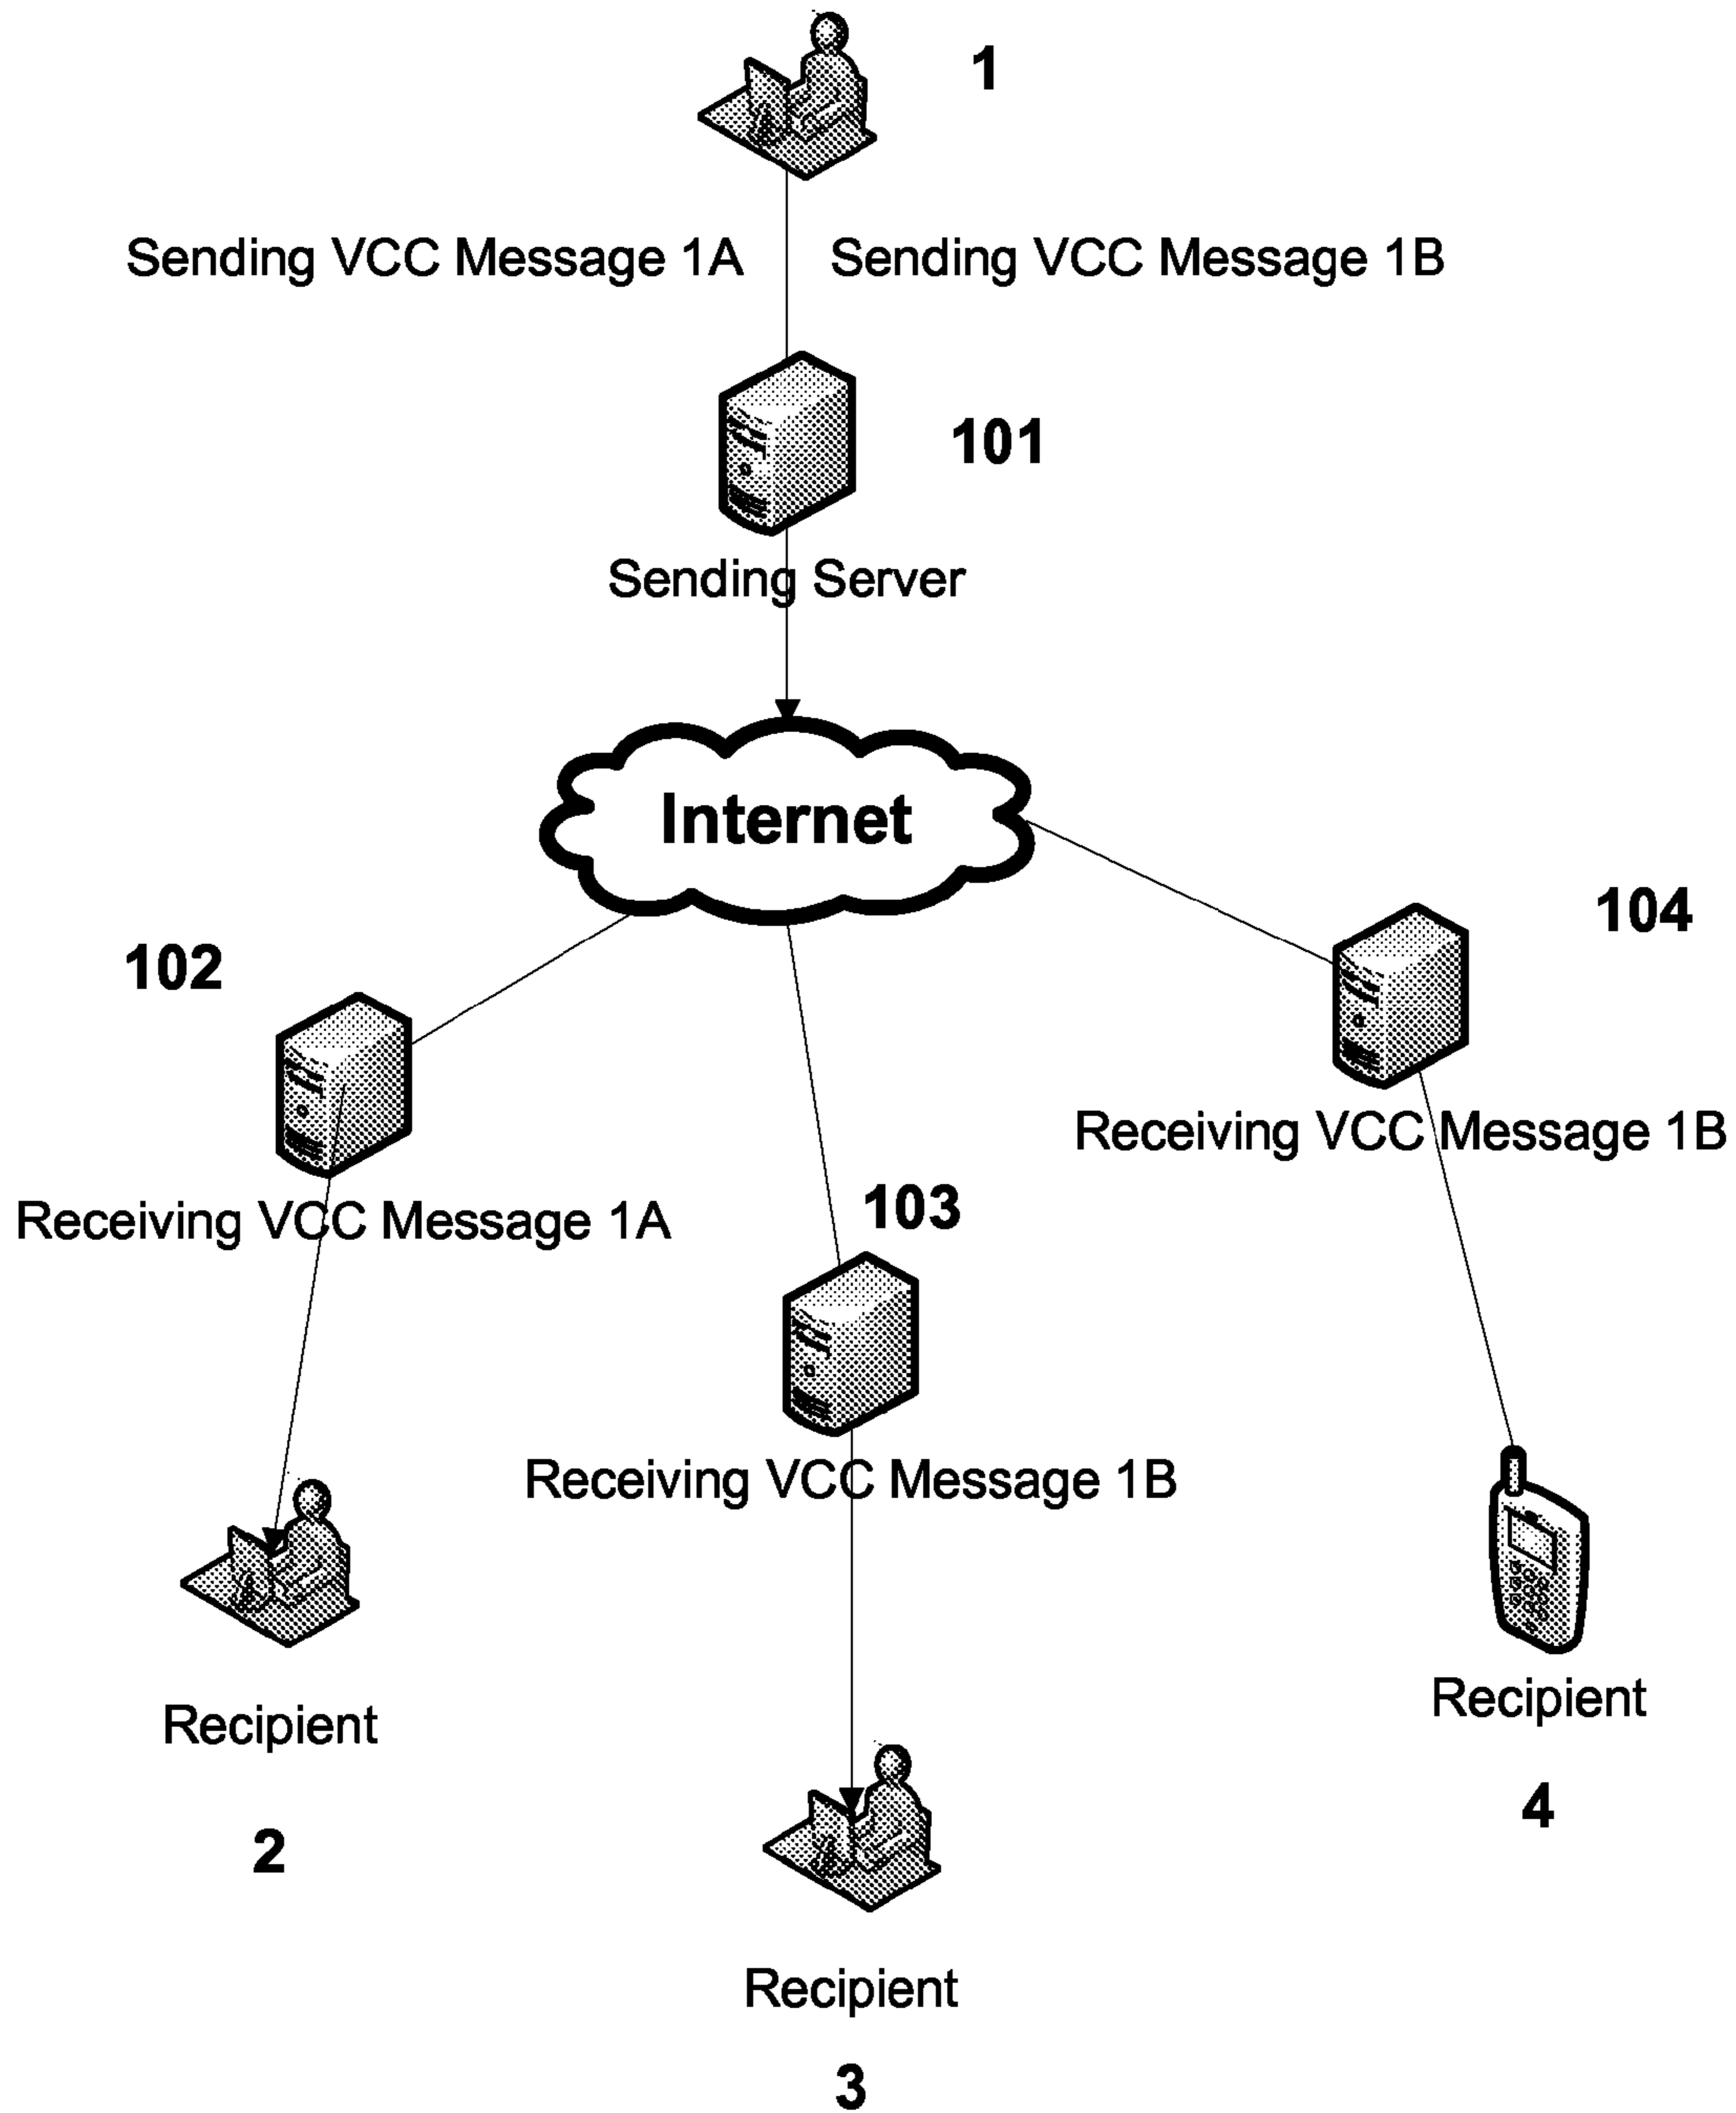 1
Sending VCC Message 1A
Sending VCC Message 1B
101
Sending Server
Internet
104
102
Receiving VCC Message 1B
103
Receiving VCC Message 1A
Receiving VCC Message 1B
Recipient
4
Recipient
2
Recipient
3